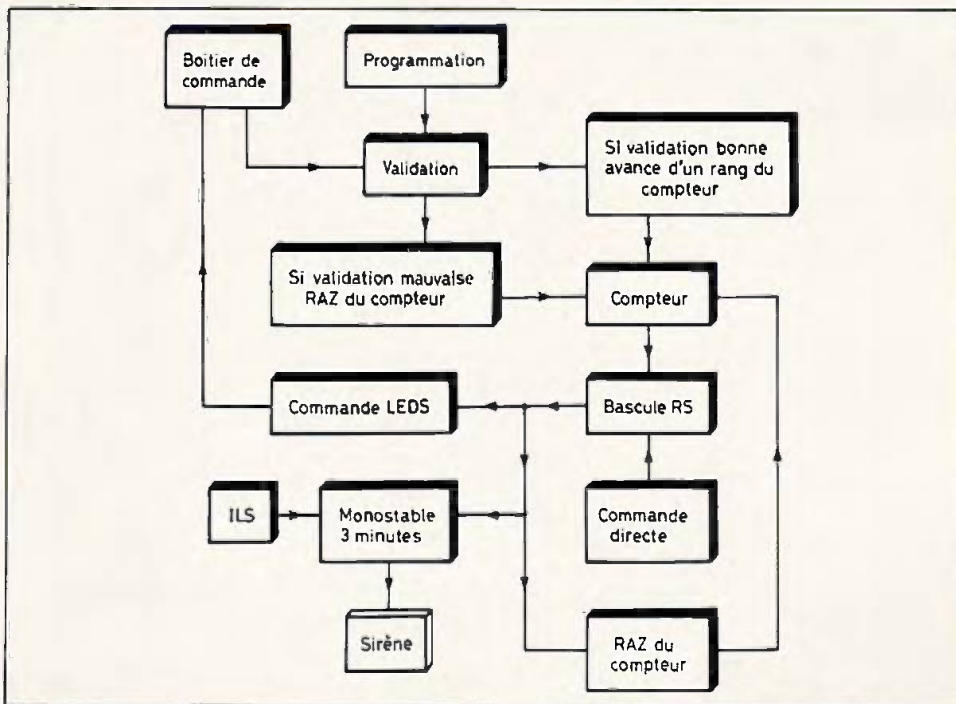 Boitier de
commande
Programmation
Validation
Si validation bonne
avance d'un rang du
compteur
Si validation mauvaise
RAZ du compteur
Compteur
Commande LEDS
Bascule RS
ILS
Monostable
3 minutes
Commande
directe
Sirène
RAZ du
compteur